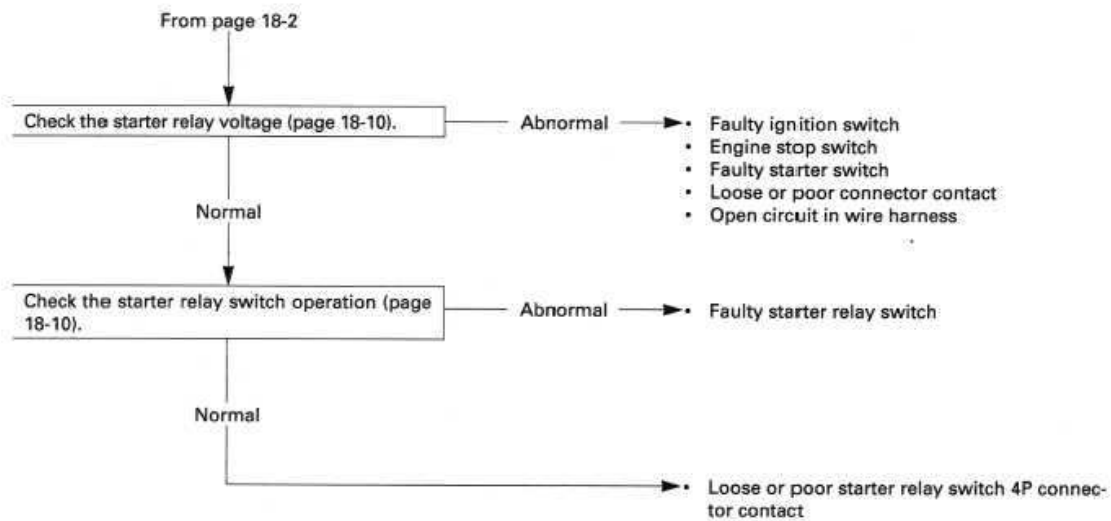 From page 18-2
Check the starter relay voltage (page 18-10).
Abnormal
• Faulty ignition switch
• Engine stop switch
• Faulty starter switch
• Loose or poor connector contact
• Open circuit in wire harness
Normal
Check the starter relay switch operation (page
18-10).
Abnormal
• Faulty starter relay switch
Normal
• Loose or poor starter relay switch 4P connec-
tor contact